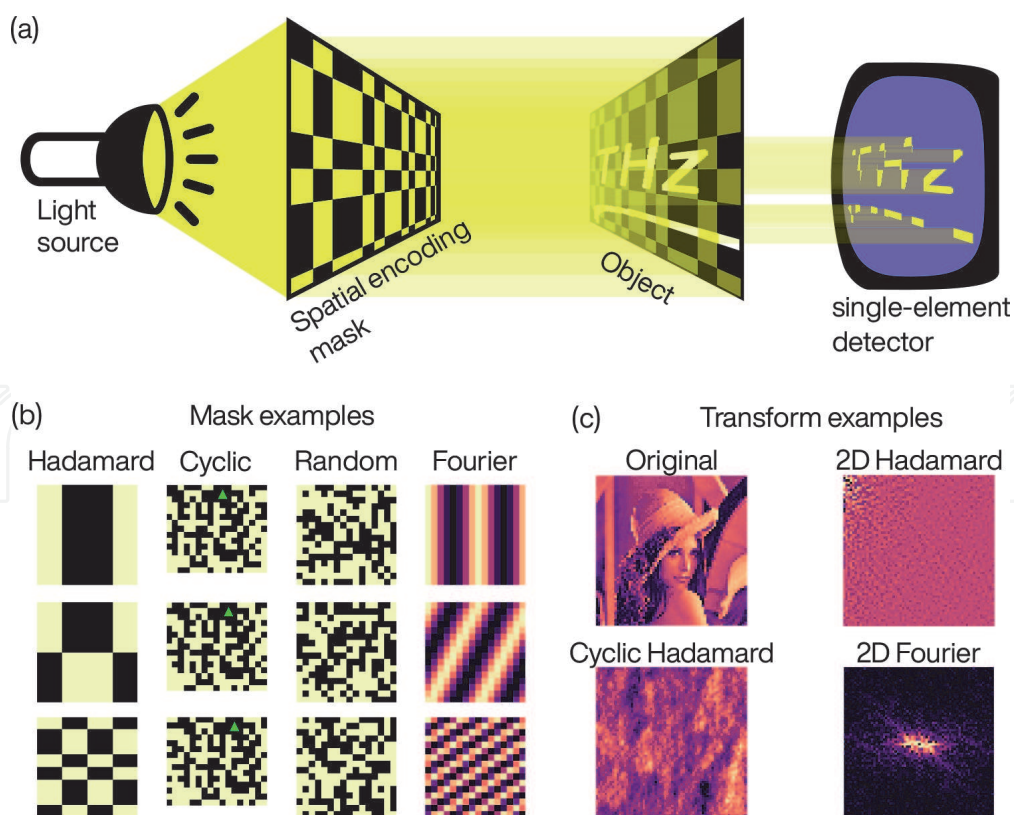 (a)
Light
source
Spatial encoding
mask
THz
Object
THz
single-element
detector
(b)
Mask examples
Hadamard
Cyclic
Random
Fourier
(c)
Transform examples
Original
2D Hadamard
Cyclic Hadamard
2D Fourier